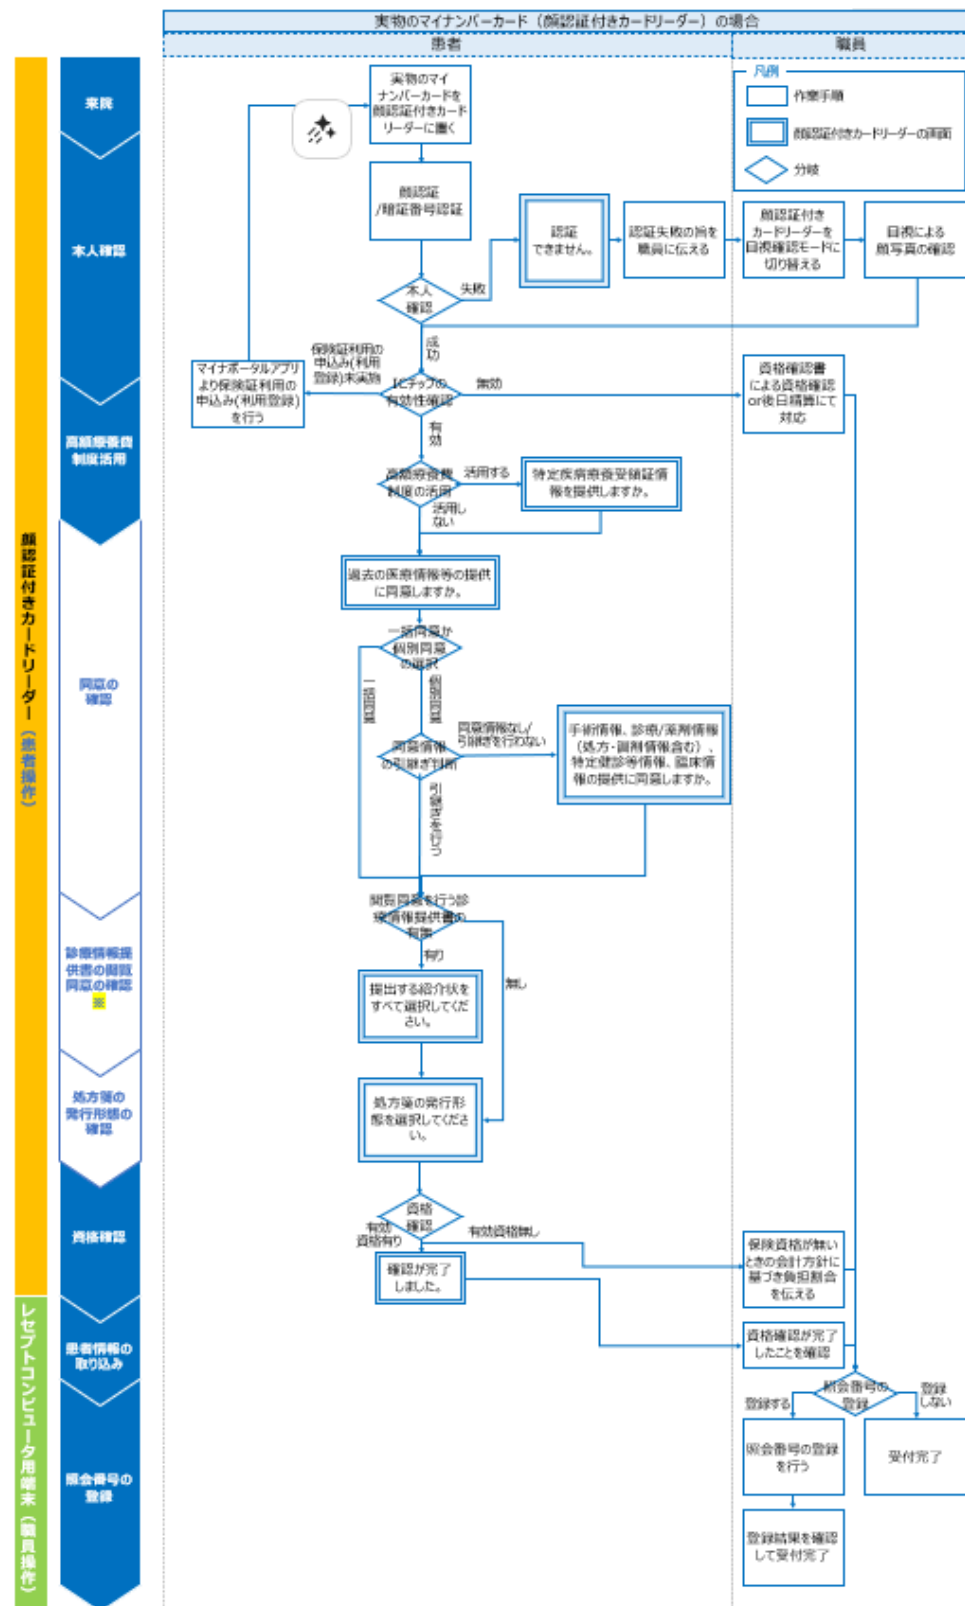 実物のマイナンバーカード（顔認証付きカードリーダー）の場合
患者
職員
来院
本人確認
高額療養費
制度活用
同意の
確認
診療情報提
供書の閲覧
同意の確認
※
処方箋の
発行形態の
確認
資格確認
患者情報の
取り込み
照会番号の
登録
顔認証付きカードリーダー（患者操作）
レセプトコンピュータ用端末（職員操作）
凡例
作業手順
顔認証付きカードリーダーの画面
分岐
実物のマイ
ナンバーカードを
顔認証付きカード
リーダーに置く
顔認証
/暗証番号認証
本人
確認
失敗
成功
認証
できません。
認証失敗の旨を
職員に伝える
顔認証付き
カードリーダーを
目視確認モードに
切り替える
目視による
顔写真の確認
マイナポータルアプリ
より保険証利用の
申込み(利用登録)
を行う
保険証利用の
申込み(利用
登録)未実施
ICチップの
有効性確認
無効
有効
資格確認書
による資格確認
or後日精算にて
対応
高額療養費
制度の活用
活用する
活用し
ない
特定疾病療養受領証情
報を提供しますか。
過去の医療情報等の提供
に同意しますか。
一括同意か
個別同意
の選択
一括同意
個別同意
同意情報
の引継ぎ判断
同意情報なし/
引継ぎを行わない
引継ぎを行う
手術情報、診療/薬剤情報
（処方・調剤情報含む）、
特定健診等情報、臨床情
報の提供に同意しますか。
閲覧同意を行う診
療情報提供書の
有無
有り
無し
提出する紹介状を
すべて選択してくだ
さい。
処方箋の発行形
態を選択してくださ
い。
資格
確認
有効
資格有り
有効資格無し
確認が完了
しました。
保険資格が無い
ときの会計方針に
基づき負担割合
を伝える
資格確認が完了
したことを確認
照会番号の
登録
登録する
登録
しない
照会番号の登録
を行う
受付完了
登録結果を確認
して受付完了